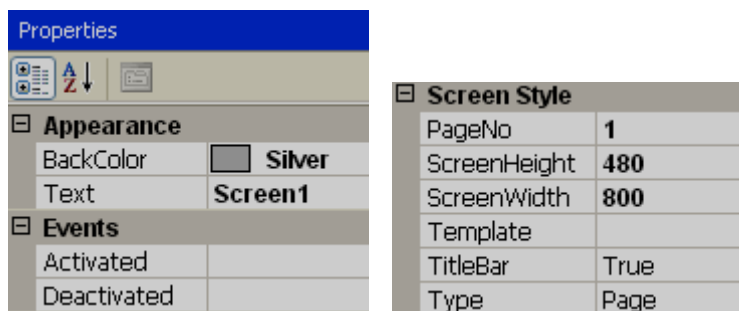 Properties
Appearance
BackColor Silver
Text Screen1
Events
Activated
Deactivated
Screen Style
PageNo 1
ScreenHeight 480
ScreenWidth 800
Template
TitleBar True
Type Page